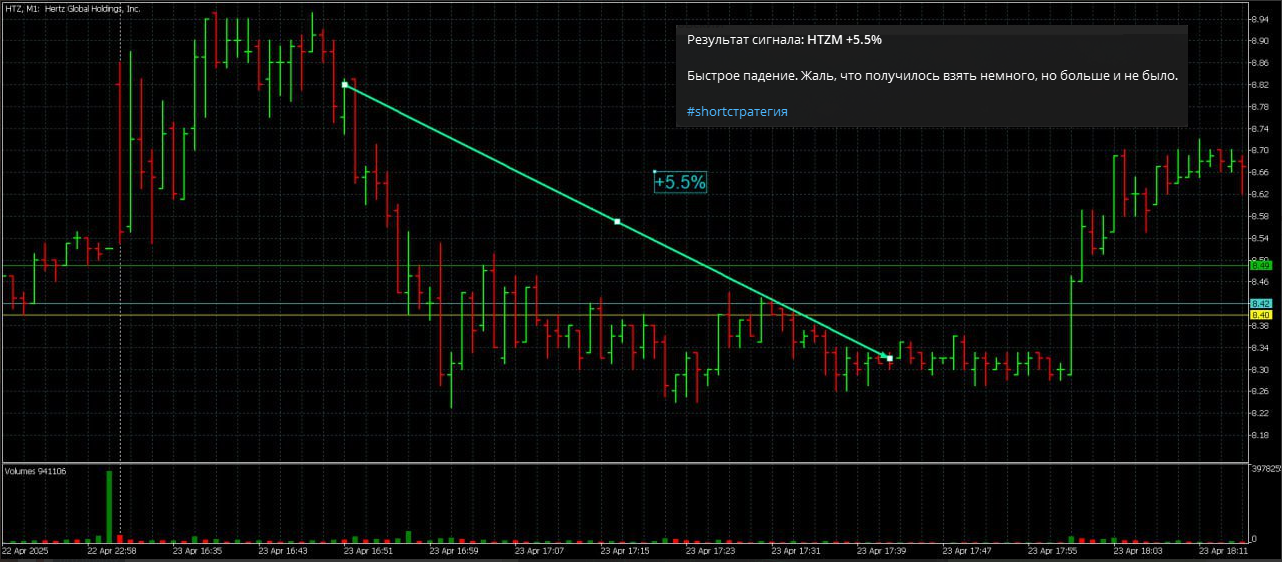 HTZ, M1: Hertz Global Holdings, Inc.
Результат сигнала: HTZM +5.5%
Быстрое падение. Жаль, что получилось взять немного, но больше и не было.
#shortстратегия
+5.5%
8.94
8.90
8.86
8.82
8.78
8.74
8.70
8.66
8.62
8.58
8.54
8.50
8.49
8.46
8.42
8.40
8.38
8.34
8.30
8.26
8.22
8.18
Volumes 941106
3978255
0
22 Apr 2025
22 Apr 22:58
23 Apr 16:35
23 Apr 16:43
23 Apr 16:51
23 Apr 16:59
23 Apr 17:07
23 Apr 17:15
23 Apr 17:23
23 Apr 17:31
23 Apr 17:39
23 Apr 17:47
23 Apr 17:55
23 Apr 18:03
23 Apr 18:11